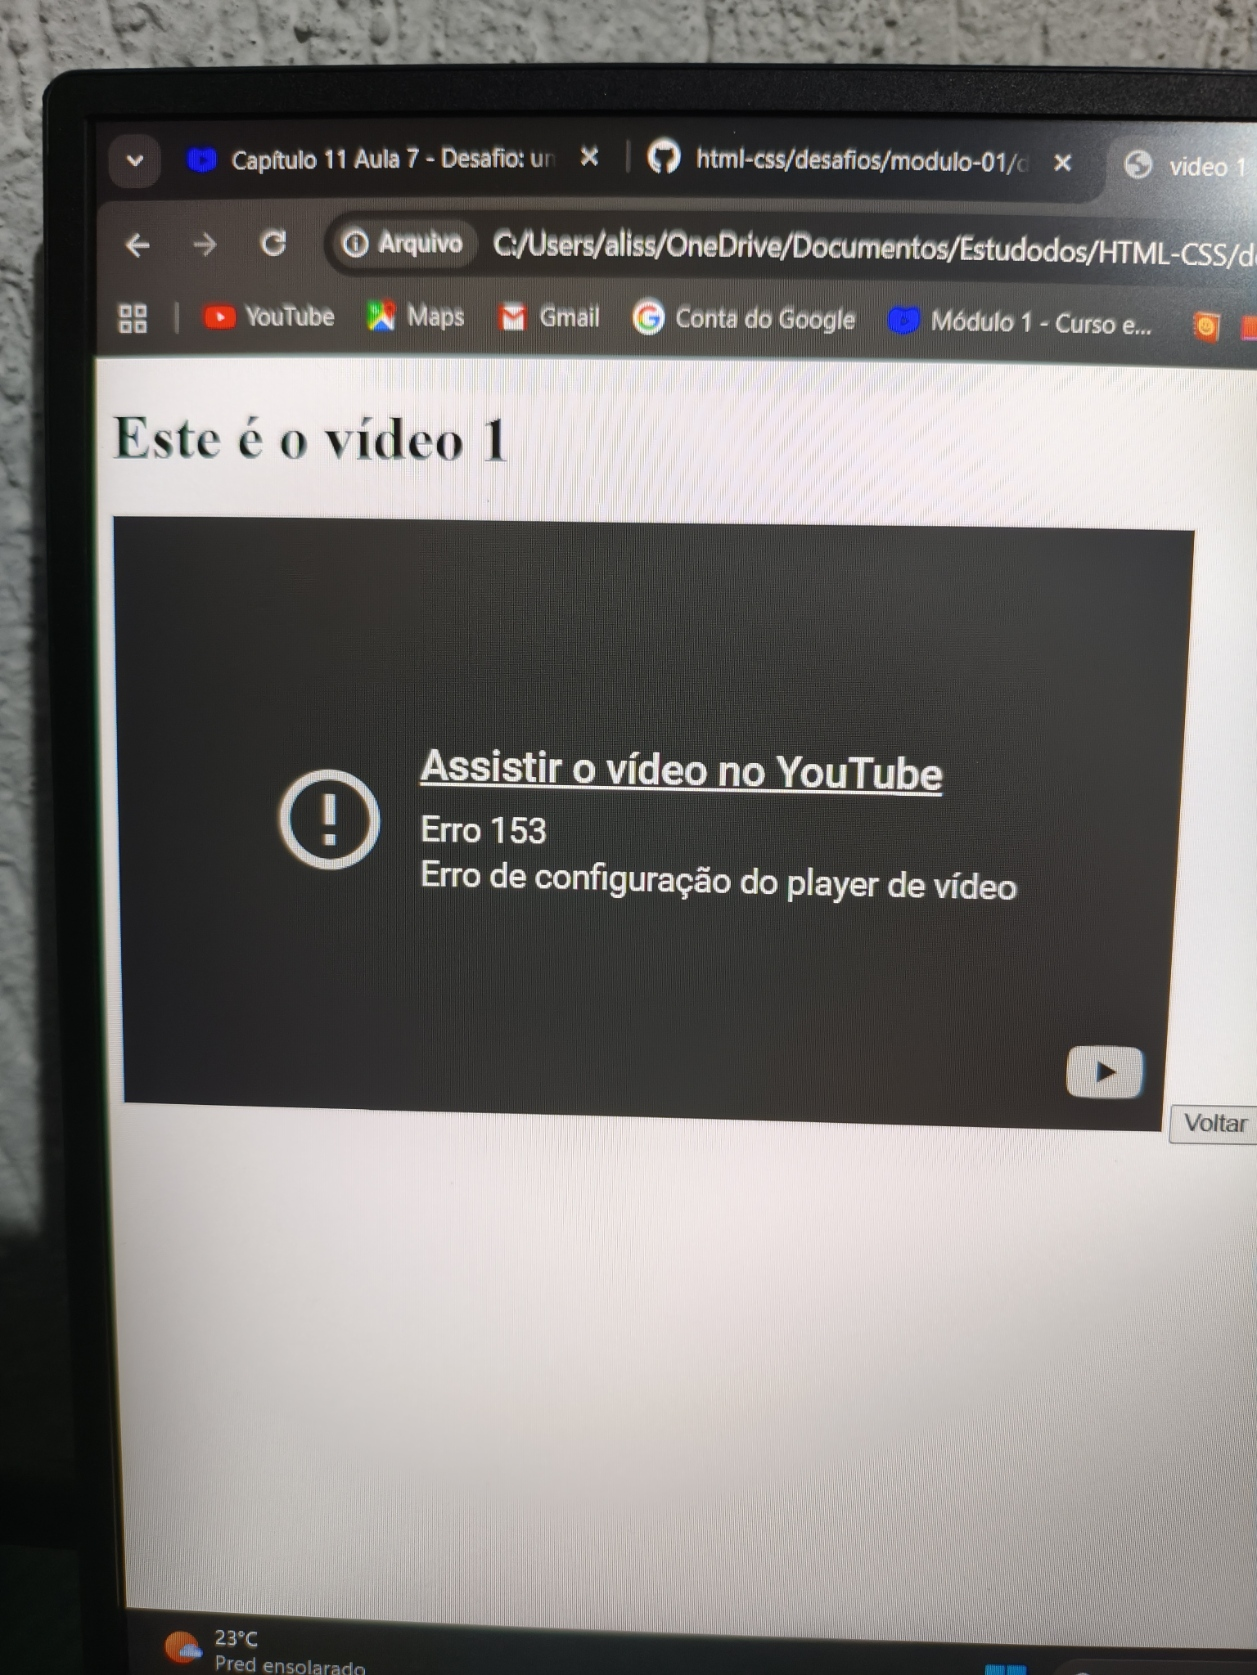 Capítulo 11 Aula 7 - Desafio: un
html-css/desafios/modulo-01/d
video 1
Arquivo
C:/Users/aliss/OneDrive/Documentos/Estudodos/HTML-CSS/de
YouTube
Maps
Gmail
Conta do Google
Módulo 1 - Curso e...
Este é o vídeo 1
Assistir o vídeo no YouTube
Erro 153
Erro de configuração do player de vídeo
Voltar
23°C
Pred ensolarado